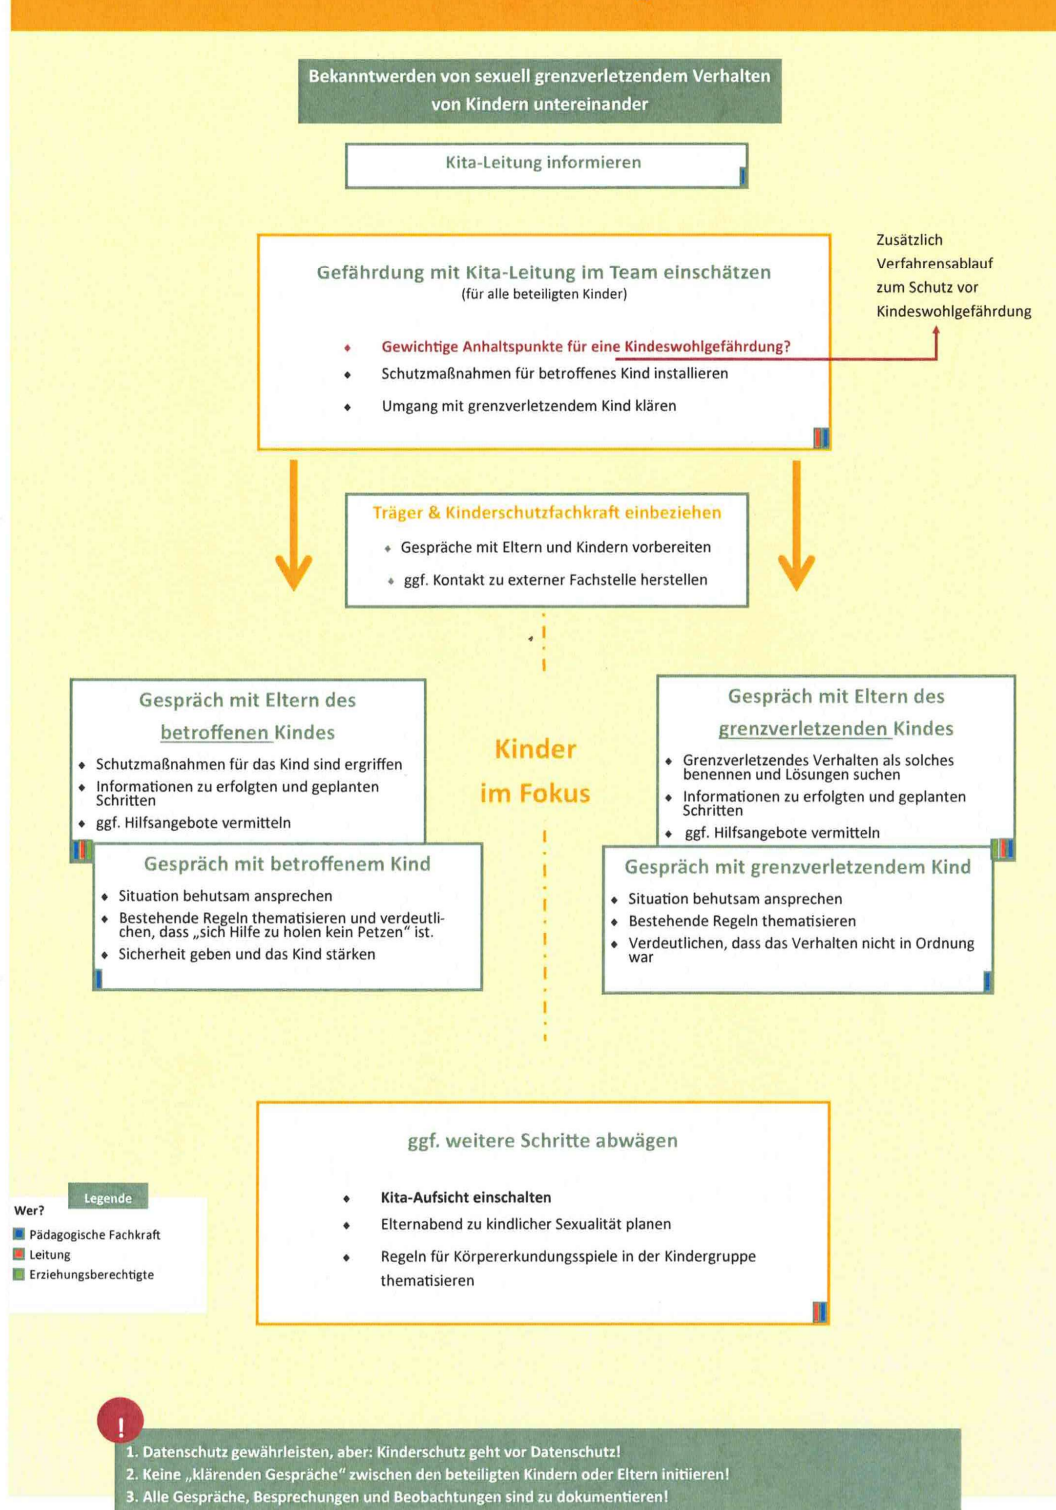 Bekanntwerden von sexuell grenzverletzendem Verhalten
von Kindern untereinander
Kita-Leitung informieren
Zusätzlich
Verfahrensablauf
zum Schutz vor
Kindeswohlgefährdung
Gefährdung mit Kita-Leitung im Team einschätzen
(für alle beteiligten Kinder)
Gewichtige Anhaltspunkte für eine Kindeswohlgefährdung?
Schutzmaßnahmen für betroffenes Kind installieren
Umgang mit grenzverletzendem Kind klären
Träger & Kinderschutzfachkraft einbeziehen
Gespräche mit Eltern und Kindern vorbereiten
ggf. Kontakt zu externer Fachstelle herstellen
Gespräch mit Eltern des
betroffenen Kindes
Schutzmaßnahmen für das Kind sind ergriffen
Informationen zu erfolgten und geplanten
Schritten
ggf. Hilfsangebote vermitteln
Gespräch mit betroffenem Kind
Situation behutsam ansprechen
Bestehende Regeln thematisieren und verdeutli-
chen, dass „sich Hilfe zu holen kein Petzen“ ist.
Sicherheit geben und das Kind stärken
Kinder
im Fokus
Gespräch mit Eltern des
grenzverletzenden Kindes
Grenzverletzendes Verhalten als solches
benennen und Lösungen suchen
Informationen zu erfolgten und geplanten
Schritten
ggf. Hilfsangebote vermitteln
Gespräch mit grenzverletzendem Kind
Situation behutsam ansprechen
Bestehende Regeln thematisieren
Verdeutlichen, dass das Verhalten nicht in Ordnung
war
ggf. weitere Schritte abwägen
Kita-Aufsicht einschalten
Elternabend zu kindlicher Sexualität planen
Regeln für Körpererkundungsspiele in der Kindergruppe
thematisieren
Legende
Wer?
Pädagogische Fachkraft
Leitung
Erziehungsberechtigte
!
1. Datenschutz gewährleisten, aber: Kinderschutz geht vor Datenschutz!
2. Keine „klärenden Gespräche“ zwischen den beteiligten Kindern oder Eltern initiieren!
3. Alle Gespräche, Besprechungen und Beobachtungen sind zu dokumentieren!